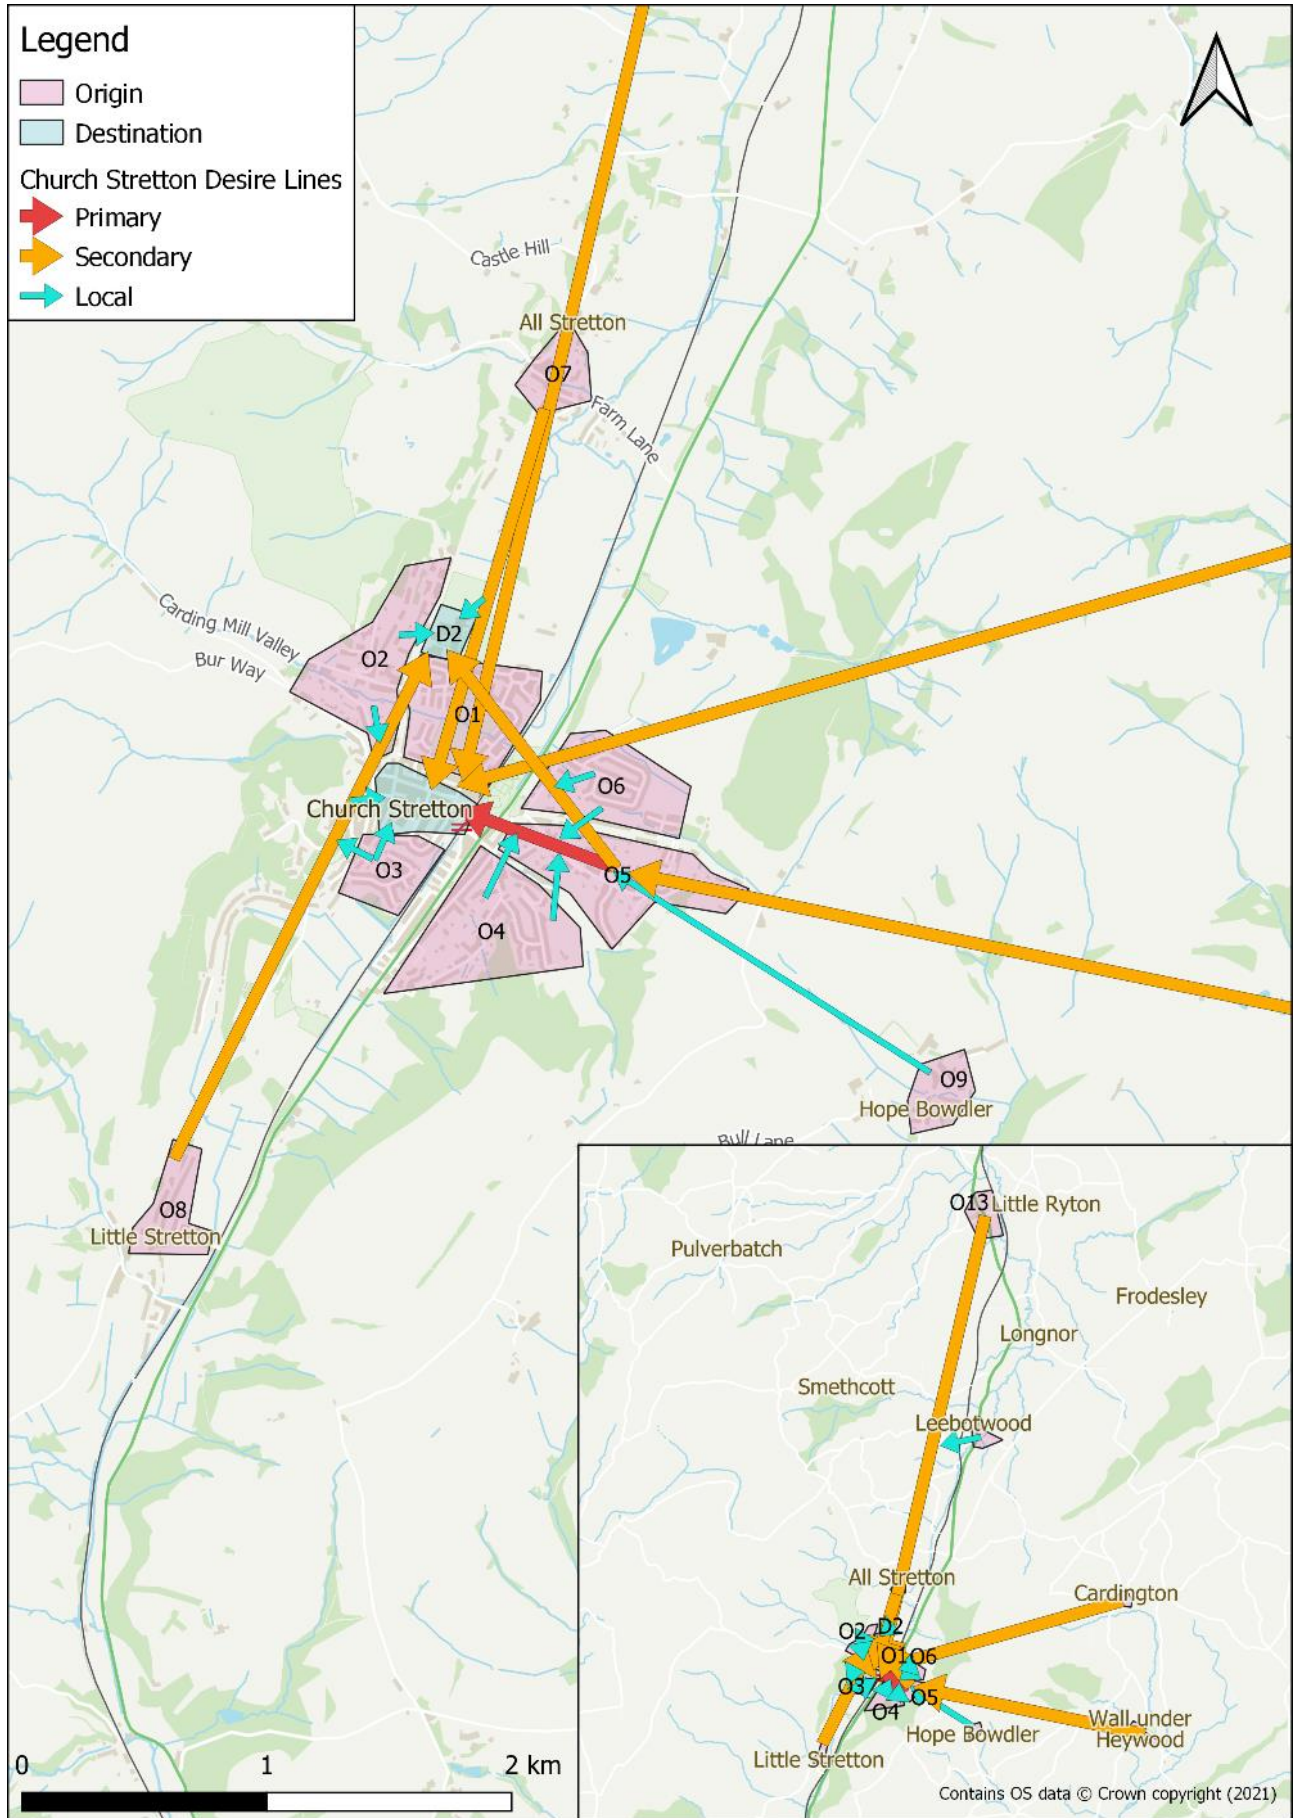 Legend
Origin
Destination
Church Stretton Desire Lines
Primary
Secondary
Local
Castle Hill
All Stretton
O7
Farm Lane
Carding Mill Valley
Bur Way
D2
O2
O1
O6
Church Stretton
O3
O5
O4
O9
Hope Bowdler
Bull Lane
O8
Little Stretton
O13 Little Ryton
Pulverbatch
Frodesley
Longnor
Smethcott
Leebotwood
All Stretton
Cardington
O2 D2
O1 O6
O3 O5
O4
Hope Bowdler
Wall under
Heywood
Little Stretton
0 1 2 km
Contains OS data © Crown copyright (2021)